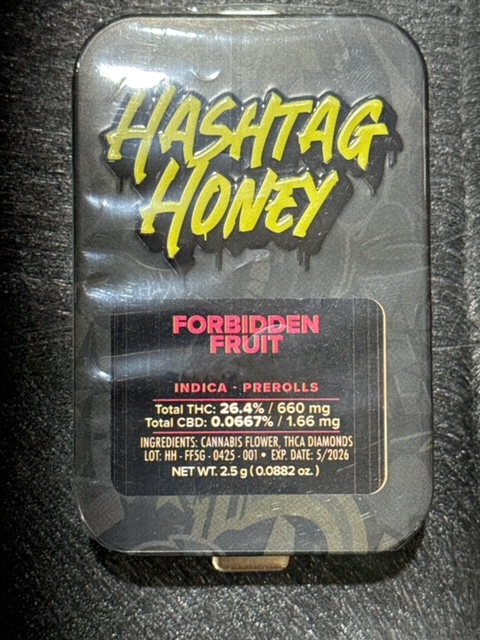 HASHTAG
HONEY
FORBIDDEN
FRUIT
INDICA · PREROLLS
Total THC: 26.4% / 660 mg
Total CBD: 0.0667% / 1.66 mg
INGREDIENTS: CANNABIS FLOWER, THCA DIAMONDS
LOT: HH - FF5G - 0425 - 001 • EXP. DATE: 5/2026
NET WT. 2.5 g ( 0.0882 oz. )